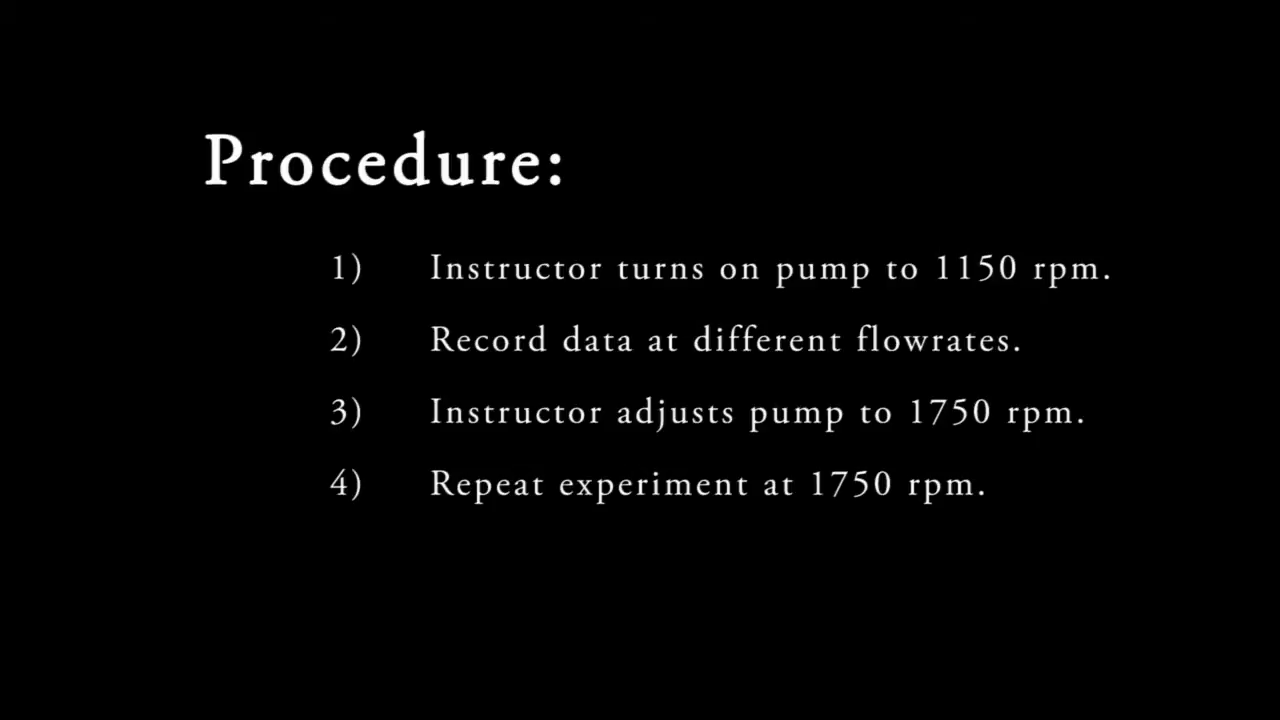 Procedure:
1) Instructor turns on pump to 1150 rpm.
2) Record data at different flowrates.
3) Instructor adjusts pump to 1750 rpm.
4) Repeat experiment at 1750 rpm.